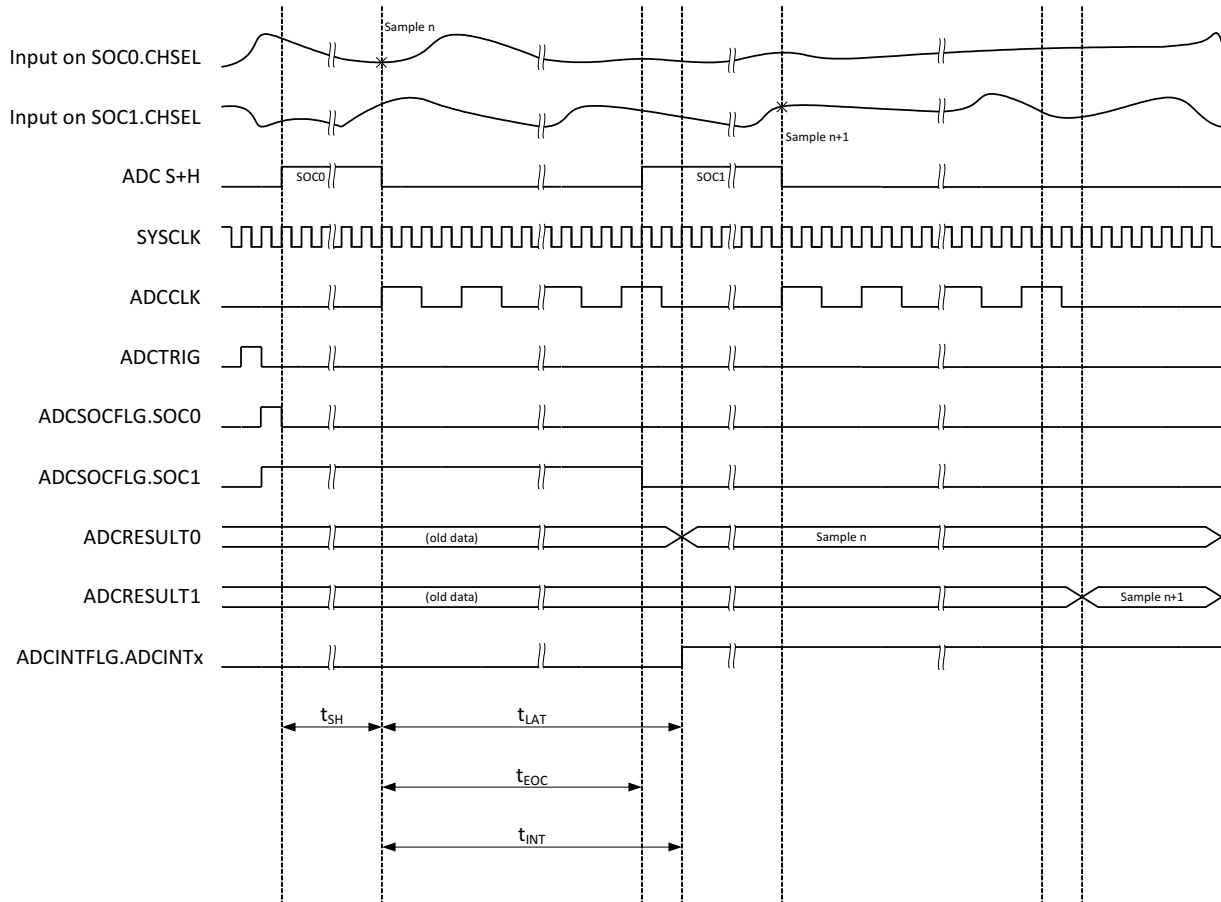 Sample n
Input on SOC0.CHSEL
Input on SOC1.CHSEL
Sample n+1
ADC S+H
SOC0
SOC1
SYSCLK
ADCCLK
ADCTRIG
ADCSOCFLG.SOC0
ADCSOCFLG.SOC1
ADCRESULT0
(old data)
Sample n
ADCRESULT1
(old data)
Sample n+1
ADCINTFLG.ADCINTx
tSH
tLAT
tEOC
tINT